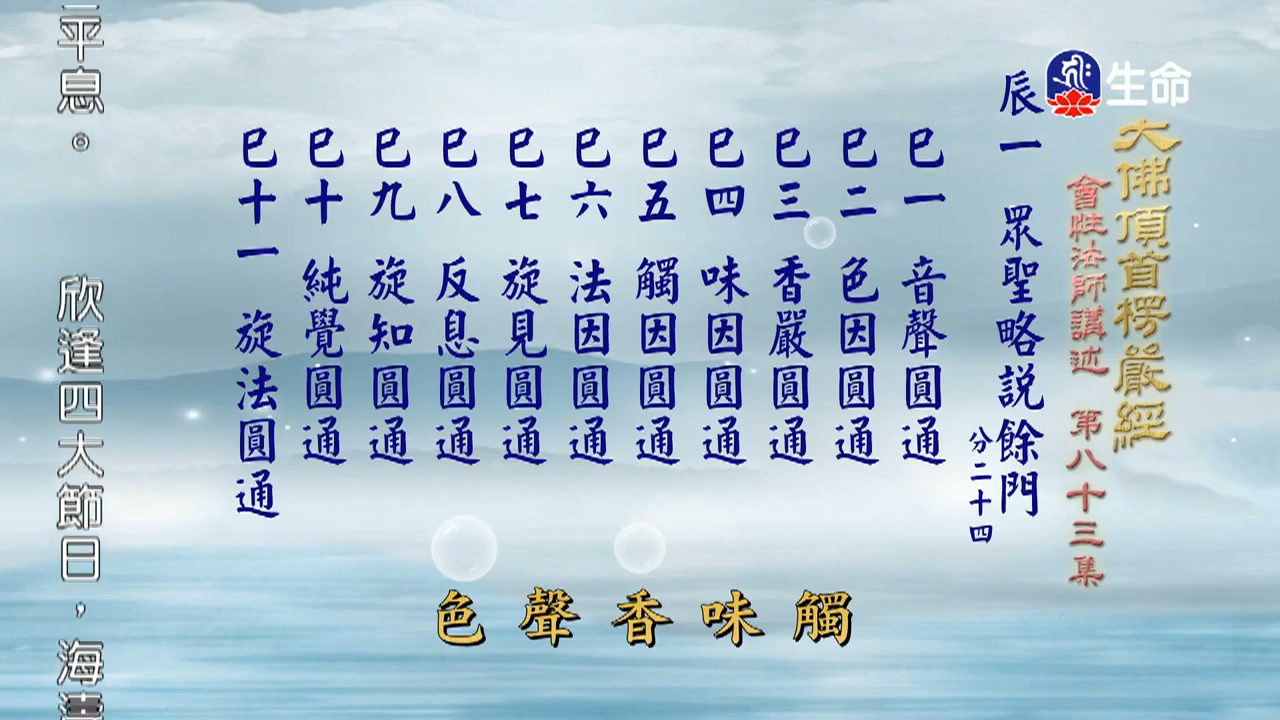 生命
大佛頂首楞嚴經
會性法師講述 第八十三集
辰一 眾聖略説餘門
分二十四
巳一 音聲圓通
巳二 色因圓通
巳三 香嚴圓通
巳四 味因圓通
巳五 觸因圓通
巳六 法因圓通
巳七 旋見圓通
巳八 反息圓通
巳九 旋知圓通
巳十 純覺圓通
巳十一 旋法圓通
平息。 欣逢四大節日，海濤
色聲香味觸